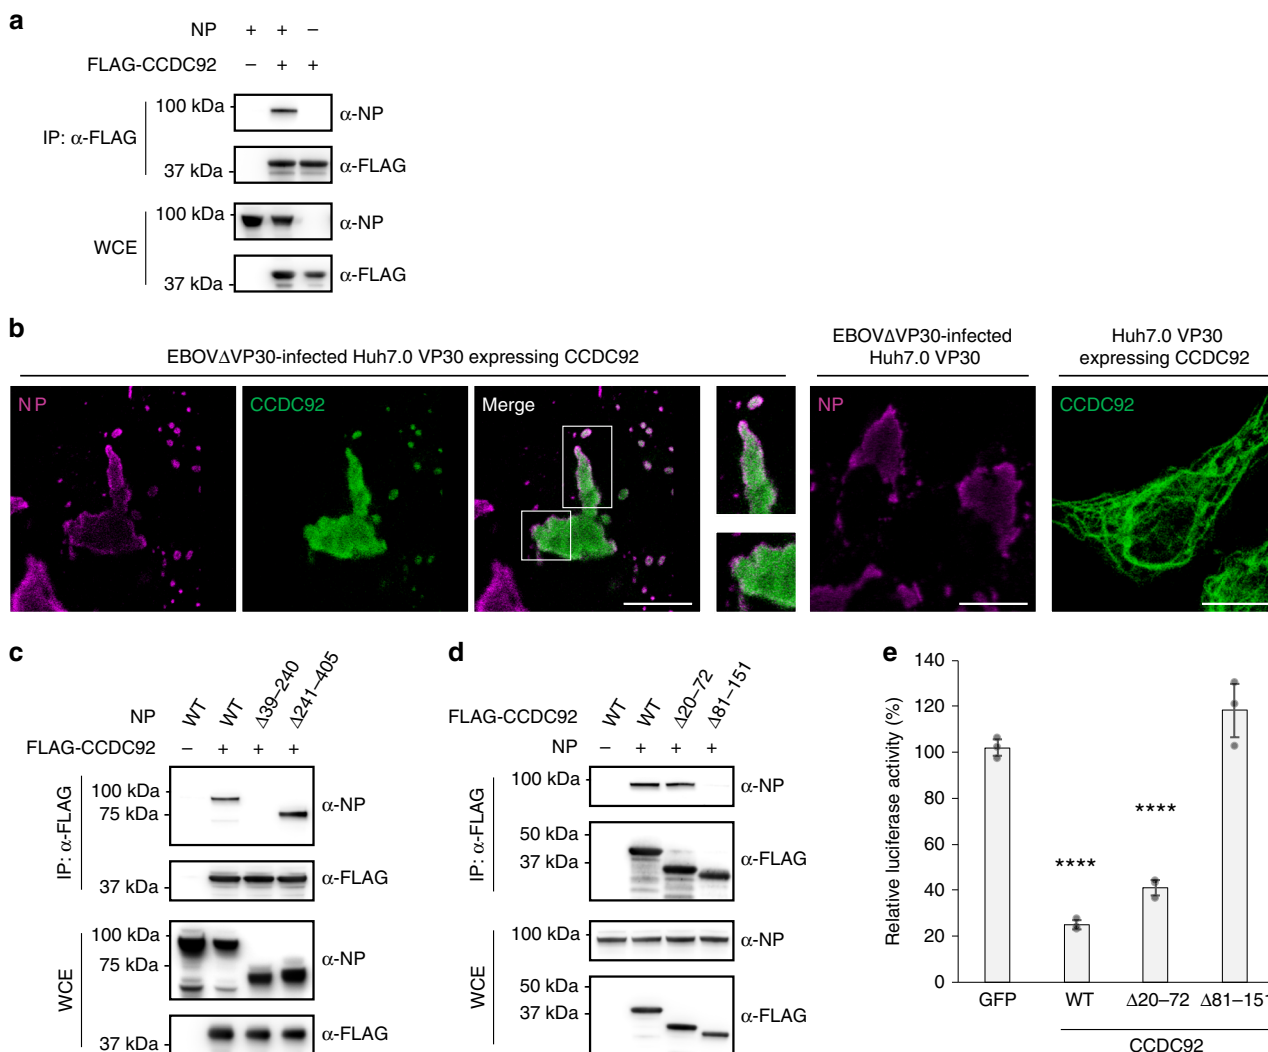 a
NP + + –
FLAG-CCDC92 – + +
IP: α-FLAG
100 kDa
α-NP
37 kDa
α-FLAG
WCE
100 kDa
α-NP
37 kDa
α-FLAG
b
EBOVΔVP30-infected Huh7.0 VP30 expressing CCDC92
EBOVΔVP30-infected
Huh7.0 VP30
Huh7.0 VP30
expressing CCDC92
NP
CCDC92
Merge
NP
CCDC92
c
NP WT WT Δ39–240 Δ241–405
FLAG-CCDC92 – + + +
IP: α-FLAG
100 kDa
75 kDa
α-NP
37 kDa
α-FLAG
WCE
100 kDa
75 kDa
α-NP
37 kDa
α-FLAG
d
FLAG-CCDC92 WT WT Δ20–72 Δ81–151
NP – + + +
IP: α-FLAG
100 kDa
α-NP
50 kDa
37 kDa
α-FLAG
WCE
100 kDa
α-NP
50 kDa
37 kDa
α-FLAG
e
Relative luciferase activity (%)
140
120
100
80
60
40
20
0
****
****
GFP WT Δ20–72 Δ81–151
CCDC92